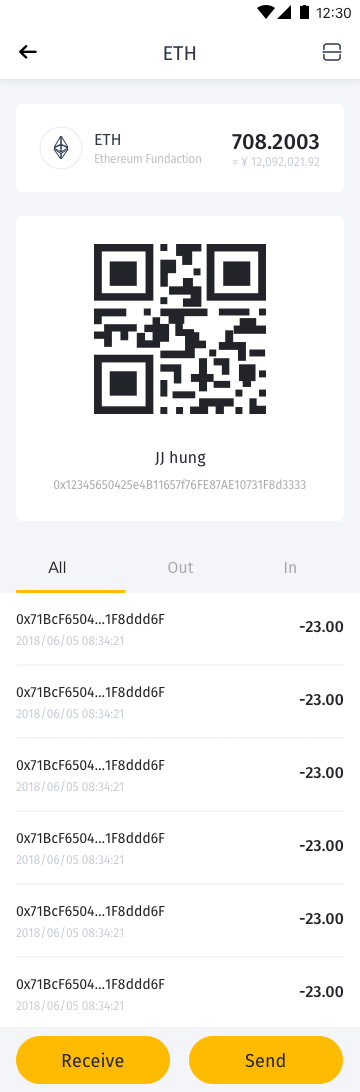 12:30
ETH
ETH
708.2003
Ethereum Fundaction
= ¥ 12,092,021.92
JJ hung
0x12345650425e4B11657f76FE87AE10731F8d3333
All
Out
In
0x71BcF6504...1F8ddd6F
-23.00
2018/06/05 08:34:21
0x71BcF6504...1F8ddd6F
-23.00
2018/06/05 08:34:21
0x71BcF6504...1F8ddd6F
-23.00
2018/06/05 08:34:21
0x71BcF6504...1F8ddd6F
-23.00
2018/06/05 08:34:21
0x71BcF6504...1F8ddd6F
-23.00
2018/06/05 08:34:21
0x71BcF6504...1F8ddd6F
-23.00
2018/06/05 08:34:21
Receive
Send